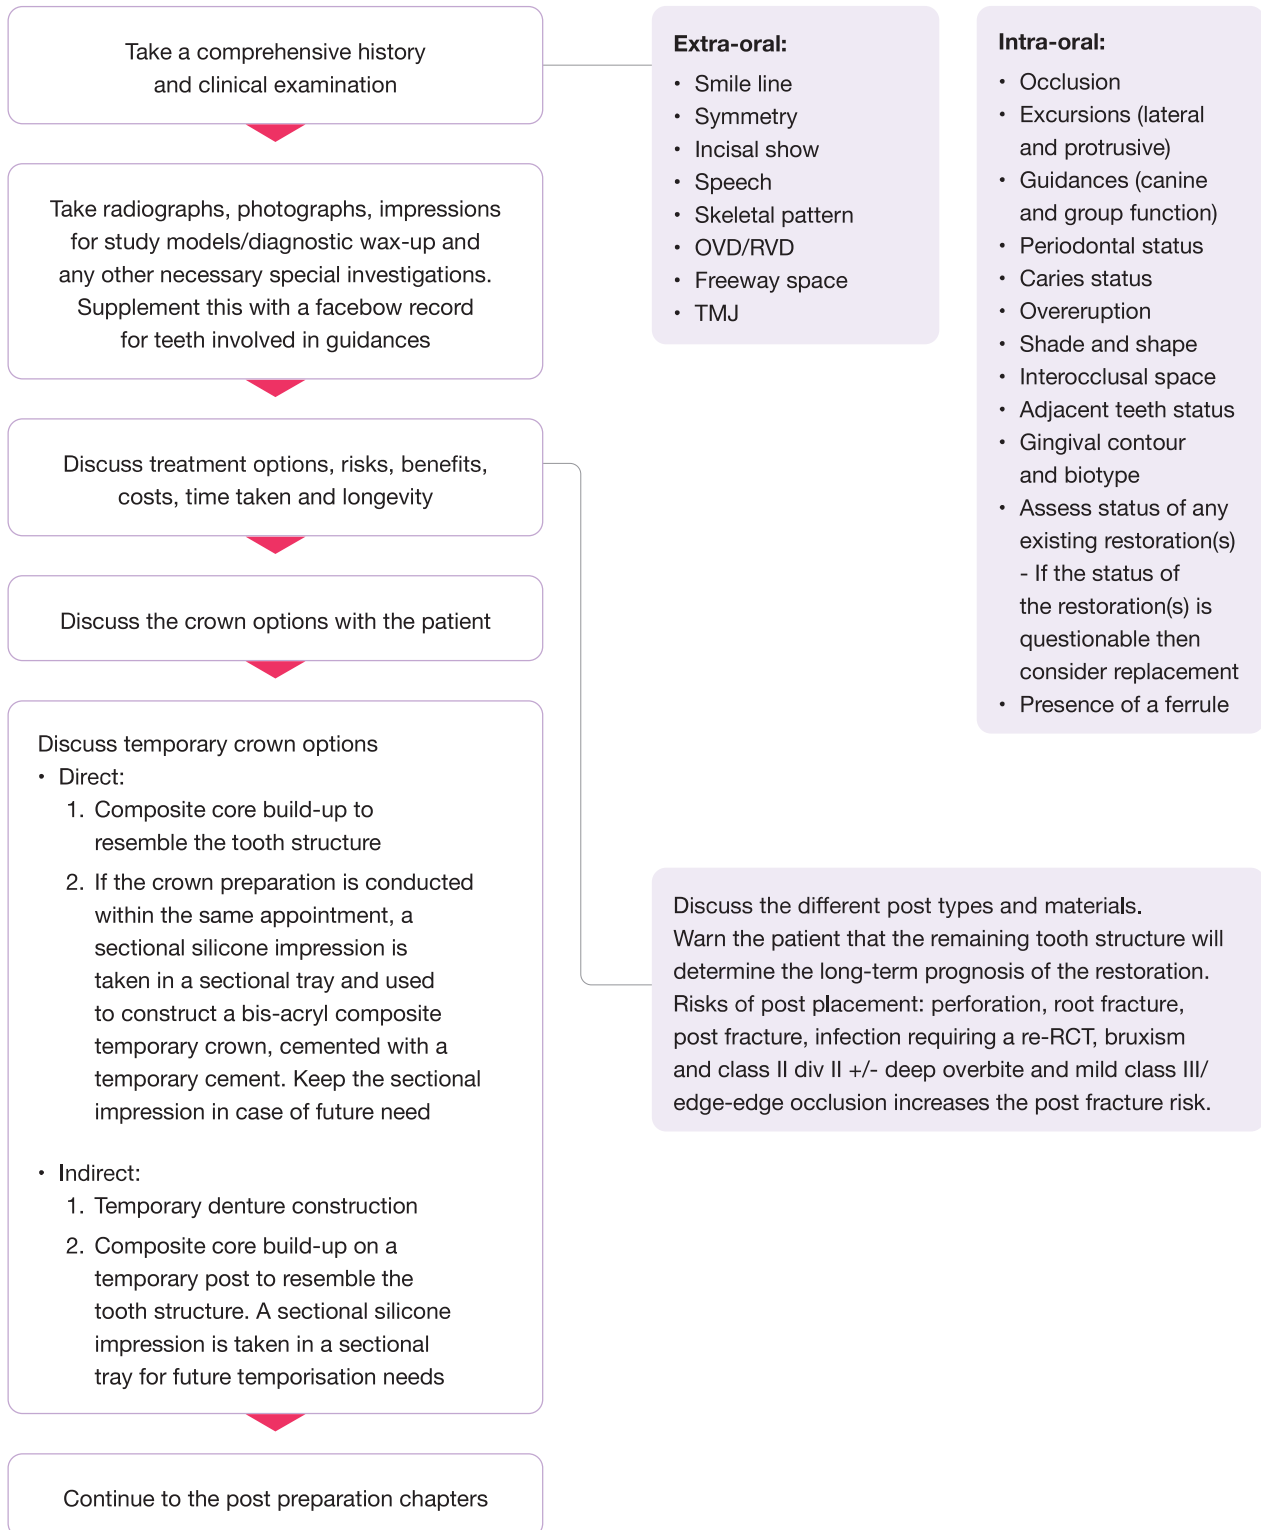 Take a comprehensive history
and clinical examination
Extra-oral:
• Smile line
• Symmetry
• Incisal show
• Speech
• Skeletal pattern
• OVD/RVD
• Freeway space
• TMJ
Intra-oral:
• Occlusion
• Excursions (lateral
and protrusive)
• Guidances (canine
and group function)
• Periodontal status
• Caries status
• Overeruption
• Shade and shape
• Interocclusal space
• Adjacent teeth status
• Gingival contour
and biotype
• Assess status of any
existing restoration(s)
- If the status of
the restoration(s) is
questionable then
consider replacement
• Presence of a ferrule
Take radiographs, photographs, impressions
for study models/diagnostic wax-up and
any other necessary special investigations.
Supplement this with a facebow record
for teeth involved in guidances
Discuss treatment options, risks, benefits,
costs, time taken and longevity
Discuss the different post types and materials.
Warn the patient that the remaining tooth structure will
determine the long-term prognosis of the restoration.
Risks of post placement: perforation, root fracture,
post fracture, infection requiring a re-RCT, bruxism
and class II div II +/- deep overbite and mild class III/
edge-edge occlusion increases the post fracture risk.
Discuss the crown options with the patient
Discuss temporary crown options
• Direct:
1. Composite core build-up to
resemble the tooth structure
2. If the crown preparation is conducted
within the same appointment, a
sectional silicone impression is
taken in a sectional tray and used
to construct a bis-acryl composite
temporary crown, cemented with a
temporary cement. Keep the sectional
impression in case of future need
• Indirect:
1. Temporary denture construction
2. Composite core build-up on a
temporary post to resemble the
tooth structure. A sectional silicone
impression is taken in a sectional
tray for future temporisation needs
Continue to the post preparation chapters